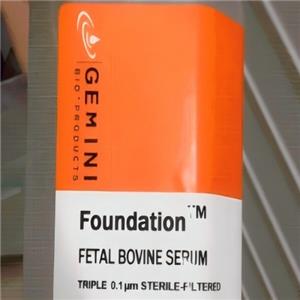 GEMINI
BIO·PRODUCTS
Foundation™
FETAL BOVINE SERUM
TRIPLE 0.1µm STERILE-FILTERED